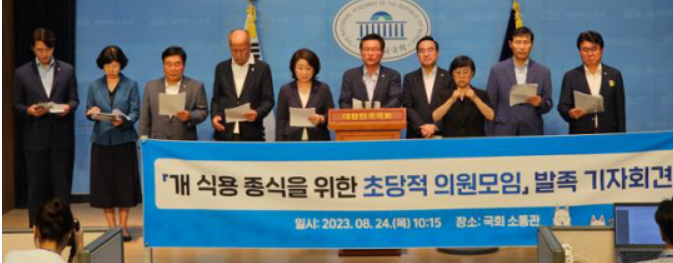 대한민국국회
「개 식용 종식을 위한 초당적 의원모임」 발족 기자회견
일시: 2023. 08. 24.(목) 10:15 장소: 국회 소통관